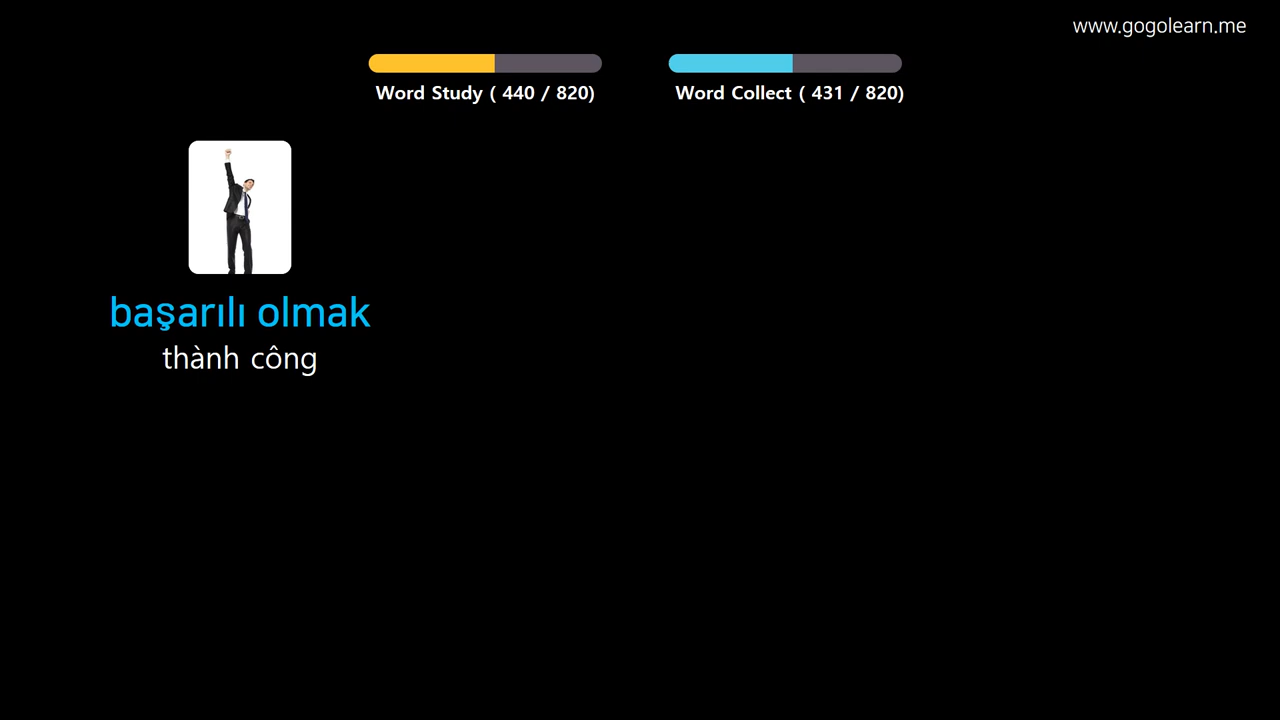 www.gogolearn.me
Word Study ( 440 / 820)
Word Collect ( 431 / 820)
başarılı olmak
thành công